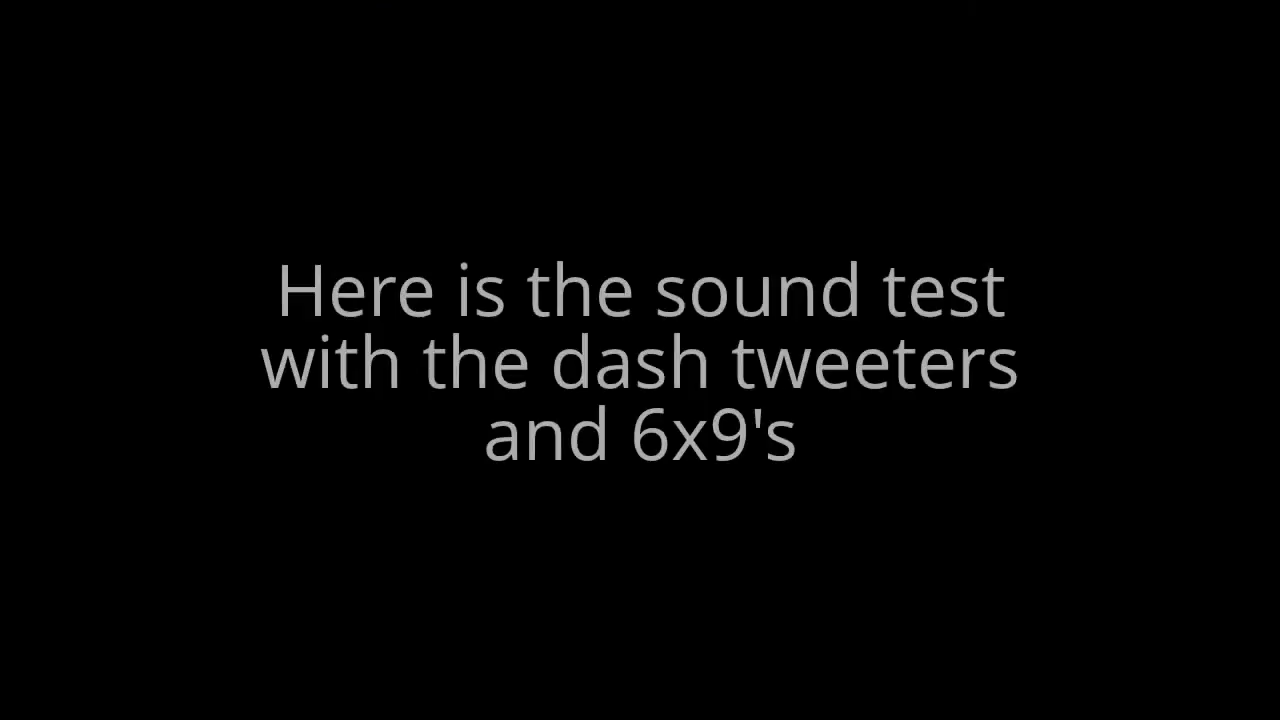 Here is the sound test
with the dash tweeters
and 6x9's